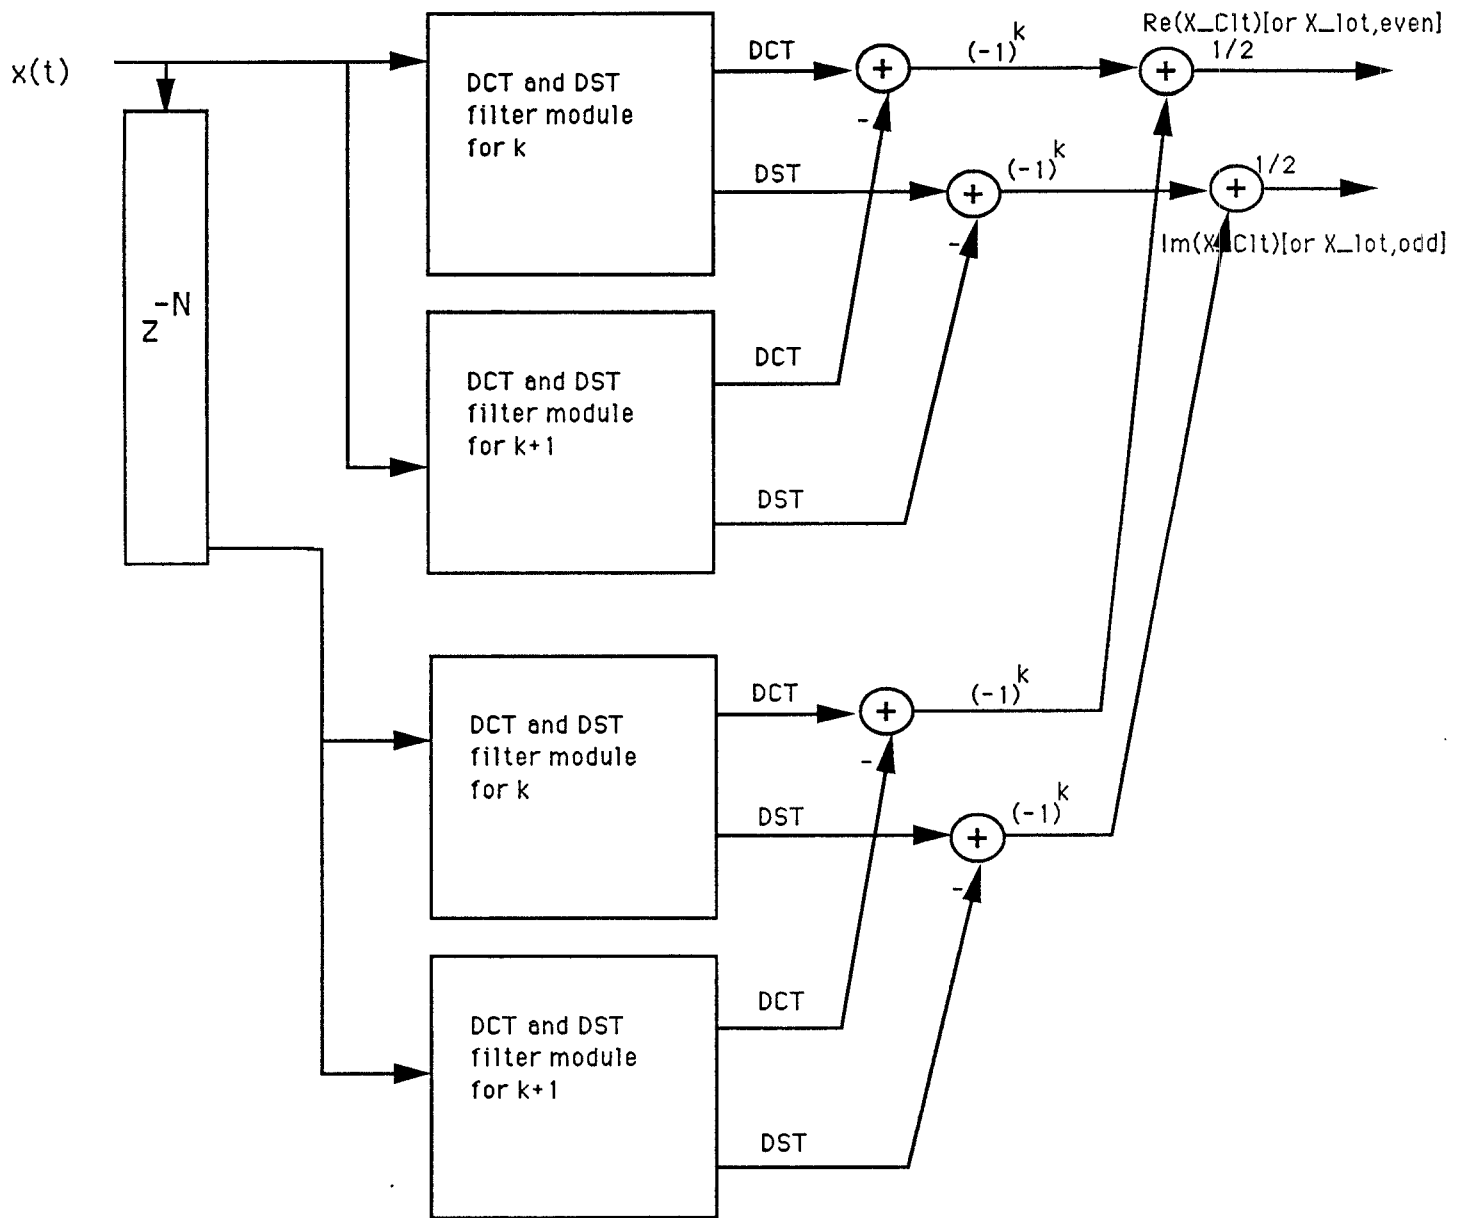 x(t)
z^-N
DCT and DST
filter module
for k
DCT
DST
+
-
(-1)^k
+
-
(-1)^k
Re(X_Clt)[or X_lot,even]
+
1/2
+
1/2
Im(X_Clt)[or X_lot,odd]
DCT and DST
filter module
for k+1
DCT
DST
DCT and DST
filter module
for k
DCT
DST
+
-
(-1)^k
+
-
(-1)^k
DCT and DST
filter module
for k+1
DCT
DST